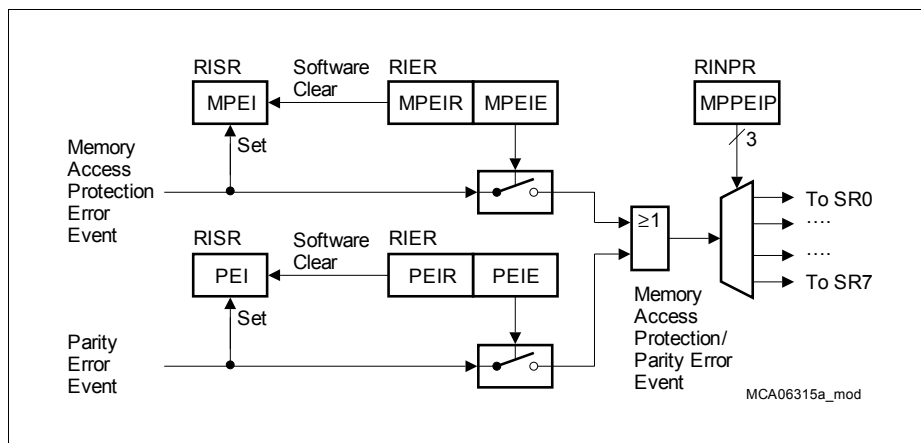 RISR
Software
Clear
RIER
RINPR
MPEI
MPEIR
MPEIE
MPPEIP
Set
3
Memory
Access
Protection
Error
Event
To SR0
....
....
To SR7
≥1
RISR
Software
Clear
RIER
PEI
PEIR
PEIE
Set
Memory
Access
Protection/
Parity Error
Event
Parity
Error
Event
MCA06315a_mod